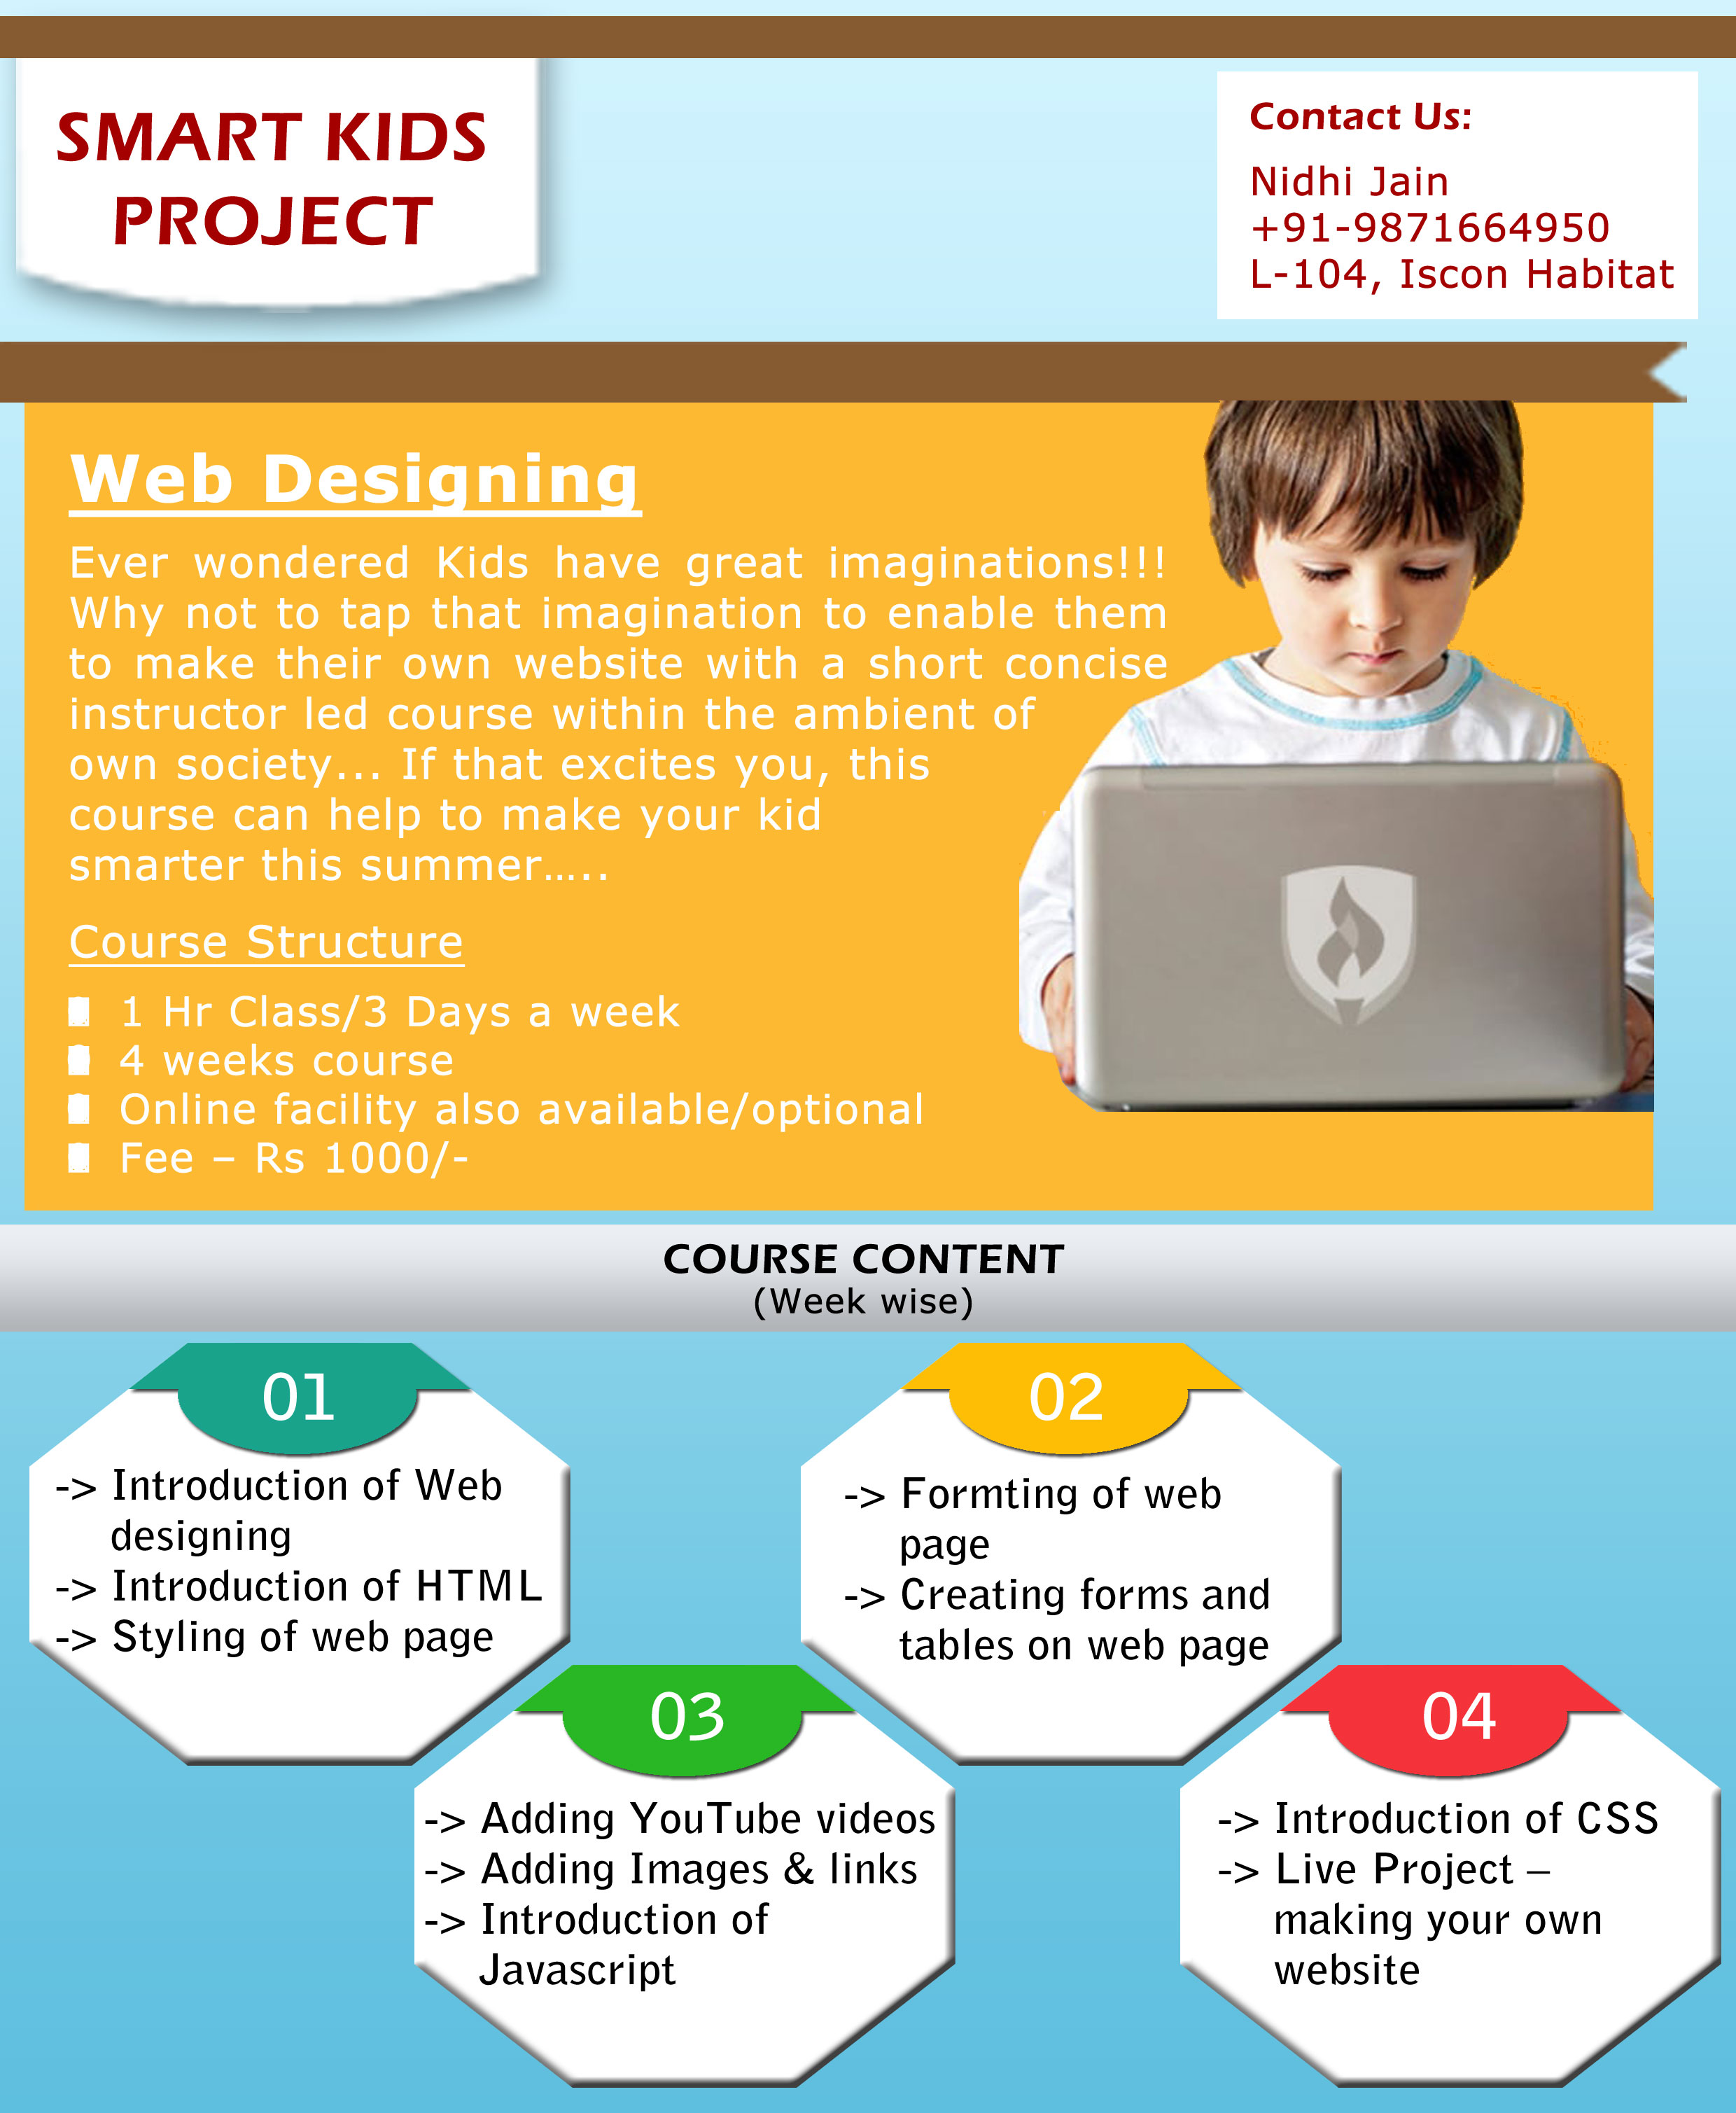 SMART KIDS
PROJECT
Contact Us:
Nidhi Jain
+91-9871664950
L-104, Iscon Habitat
Web Designing
Ever wondered Kids have great imaginations!!!
Why not to tap that imagination to enable them
to make their own website with a short concise
instructor led course within the ambient of
own society... If that excites you, this
course can help to make your kid
smarter this summer…..
Course Structure
1 Hr Class/3 Days a week
4 weeks course
Online facility also available/optional
Fee – Rs 1000/-
COURSE CONTENT
(Week wise)
01
-> Introduction of Web
designing
-> Introduction of HTML
-> Styling of web page
02
-> Formting of web
page
-> Creating forms and
tables on web page
03
-> Adding YouTube videos
-> Adding Images & links
-> Introduction of
Javascript
04
-> Introduction of CSS
-> Live Project –
making your own
website